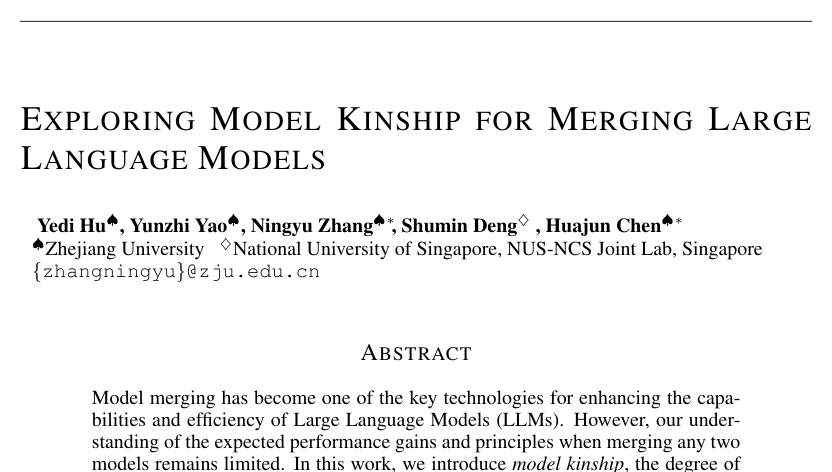 EXPLORING MODEL KINSHIP FOR MERGING LARGE
LANGUAGE MODELS
Yedi Hu♠, Yunzhi Yao♠, Ningyu Zhang♠*, Shumin Deng♢ , Huajun Chen♠*
♠Zhejiang University ♢National University of Singapore, NUS-NCS Joint Lab, Singapore
{zhangningyu}@zju.edu.cn
ABSTRACT
Model merging has become one of the key technologies for enhancing the capa-
bilities and efficiency of Large Language Models (LLMs). However, our under-
standing of the expected performance gains and principles when merging any two
models remains limited. In this work, we introduce model kinship, the degree of